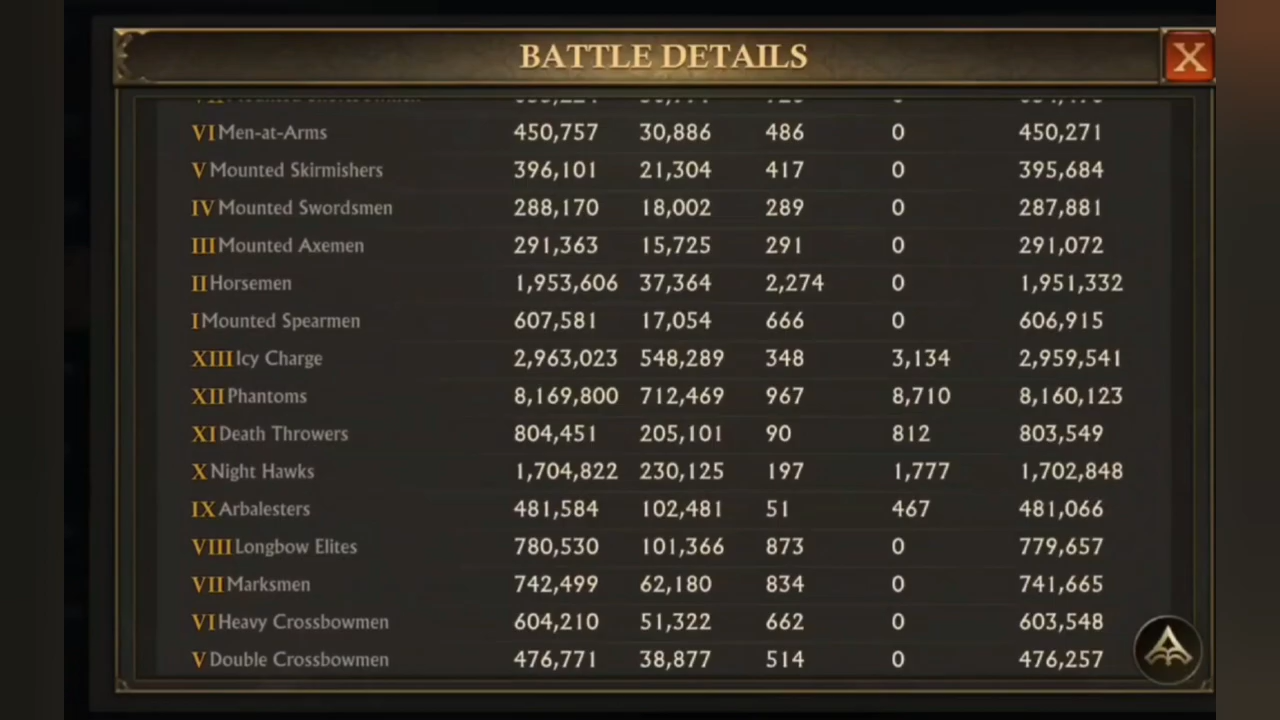 BATTLE DETAILS
X
VI Men-at-Arms 450,757 30,886 486 0 450,271
V Mounted Skirmishers 396,101 21,304 417 0 395,684
IV Mounted Swordsmen 288,170 18,002 289 0 287,881
III Mounted Axemen 291,363 15,725 291 0 291,072
II Horsemen 1,953,606 37,364 2,274 0 1,951,332
I Mounted Spearmen 607,581 17,054 666 0 606,915
XIII Icy Charge 2,963,023 548,289 348 3,134 2,959,541
XII Phantoms 8,169,800 712,469 967 8,710 8,160,123
XI Death Throwers 804,451 205,101 90 812 803,549
X Night Hawks 1,704,822 230,125 197 1,777 1,702,848
IX Arbalesters 481,584 102,481 51 467 481,066
VIII Longbow Elites 780,530 101,366 873 0 779,657
VII Marksmen 742,499 62,180 834 0 741,665
VI Heavy Crossbowmen 604,210 51,322 662 0 603,548
V Double Crossbowmen 476,771 38,877 514 0 476,257